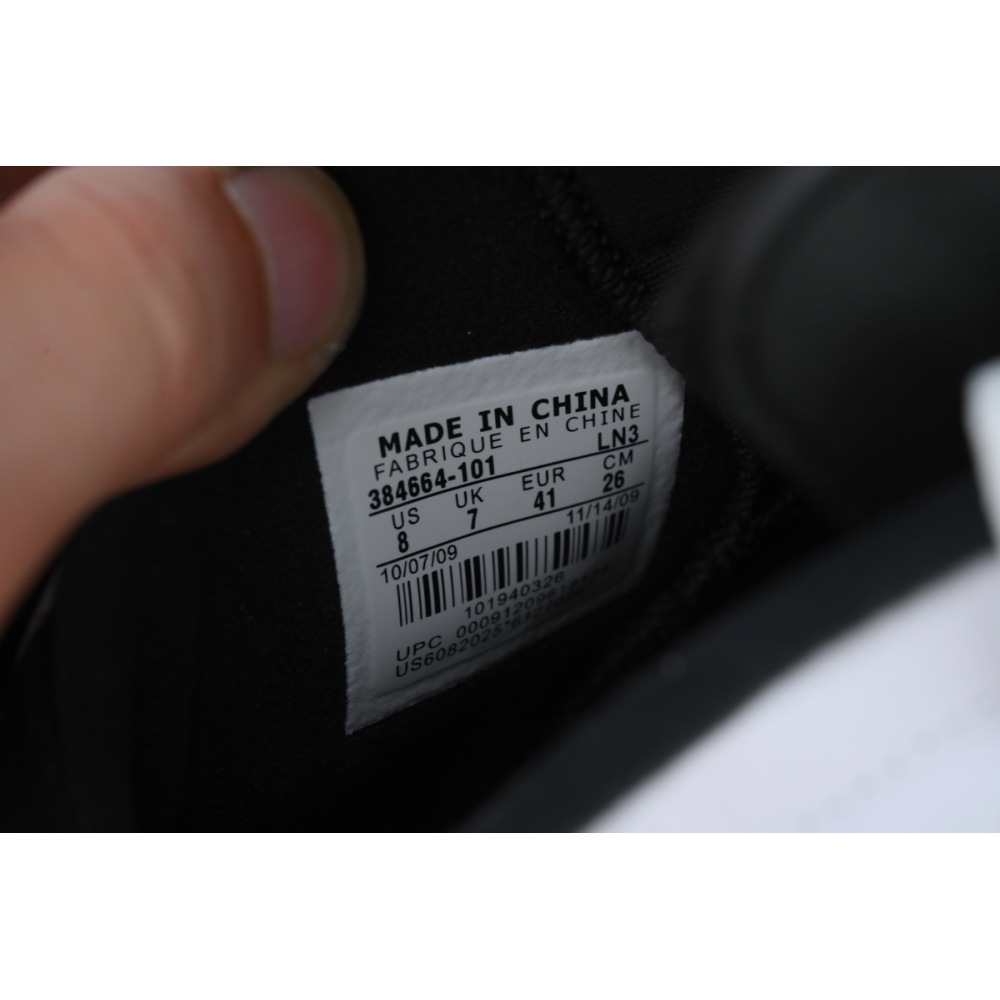 MADE IN CHINA
FABRIQUE EN CHINE
384664-101 LN3
US UK EUR CM
8 7 41 26
10/07/09 11/14/09
101940326
UPC